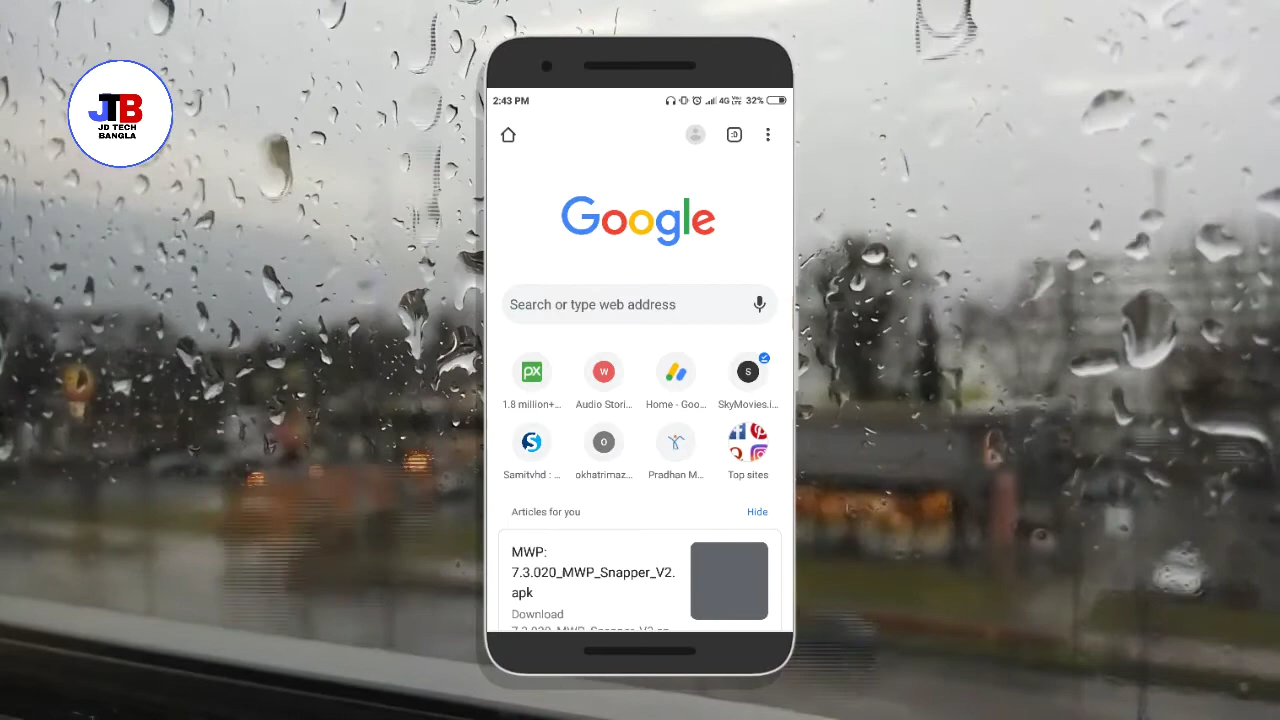 JTB
JD TECH
BANGLA
2:43 PM
4G
32%
:D
Google
Search or type web address
px
W
S
1.8 million+...
Audio Stori...
Home - Goo...
SkyMovies.i...
S
O
Samitvhd : ...
okhatrimaz...
Pradhan M...
Top sites
Articles for you
Hide
MWP:
7.3.020_MWP_Snapper_V2.
apk
Download